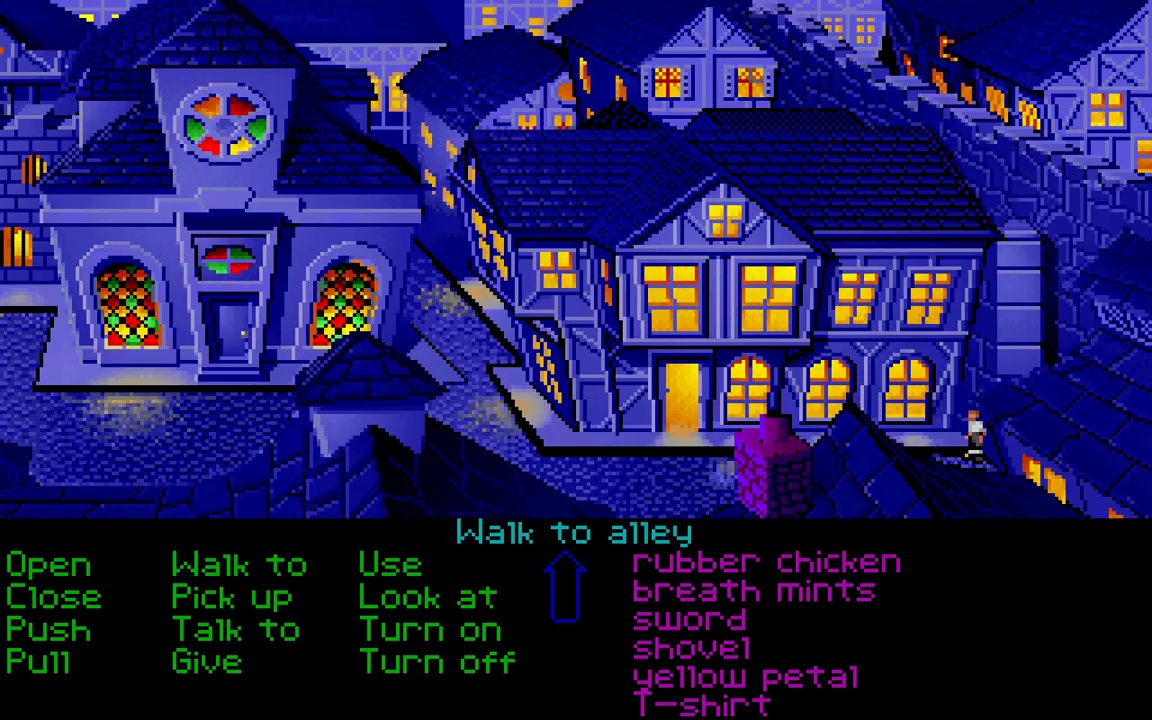 Walk to alley
Open Walk to Use
Close Pick up Look at
Push Talk to Turn on
Pull Give Turn off
rubber chicken
breath mints
sword
shovel
yellow petal
T-shirt